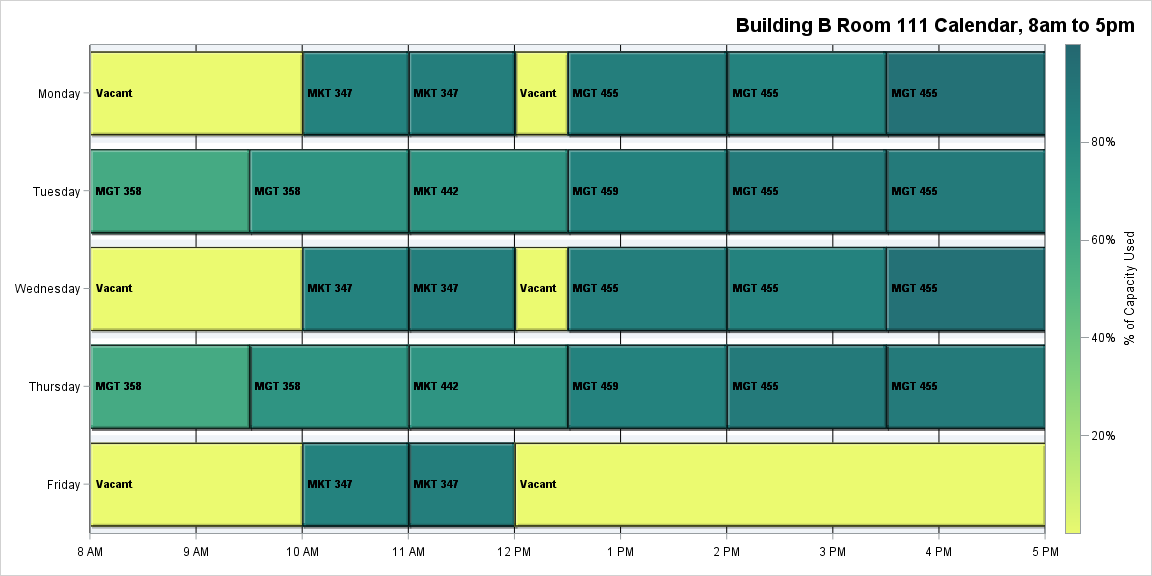 Building B Room 111 Calendar, 8am to 5pm
Monday
Vacant
MKT 347
MKT 347
Vacant
MGT 455
MGT 455
MGT 455
Tuesday
MGT 358
MGT 358
MKT 442
MGT 459
MGT 455
MGT 455
Wednesday
Vacant
MKT 347
MKT 347
Vacant
MGT 455
MGT 455
MGT 455
Thursday
MGT 358
MGT 358
MKT 442
MGT 459
MGT 455
MGT 455
Friday
Vacant
MKT 347
MKT 347
Vacant
8 AM
9 AM
10 AM
11 AM
12 PM
1 PM
2 PM
3 PM
4 PM
5 PM
80%
60%
40%
20%
% of Capacity Used